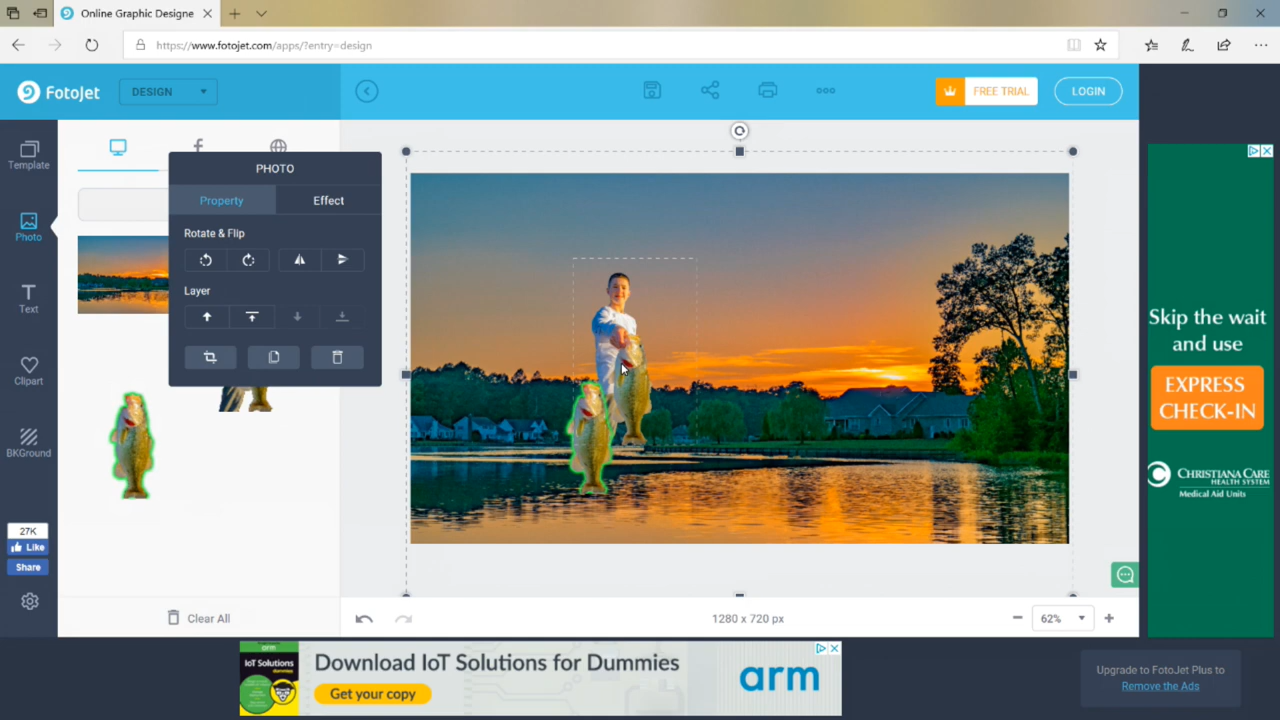 Online Graphic Designe
https://www.fotojet.com/apps/?entry=design
FotoJet
DESIGN
FREE TRIAL
LOGIN
Template
Photo
Text
Clipart
BKGround
27K
Like
Share
PHOTO
Property
Effect
Rotate & Flip
Layer
Clear All
1280 x 720 px
62%
Skip the wait
and use
EXPRESS
CHECK-IN
CHRISTIANA CARE
HEALTH SYSTEM
Medical Aid Units
IoT Solutions
dummies
Download IoT Solutions for Dummies
Get your copy
arm
Upgrade to FotoJet Plus to
Remove the Ads